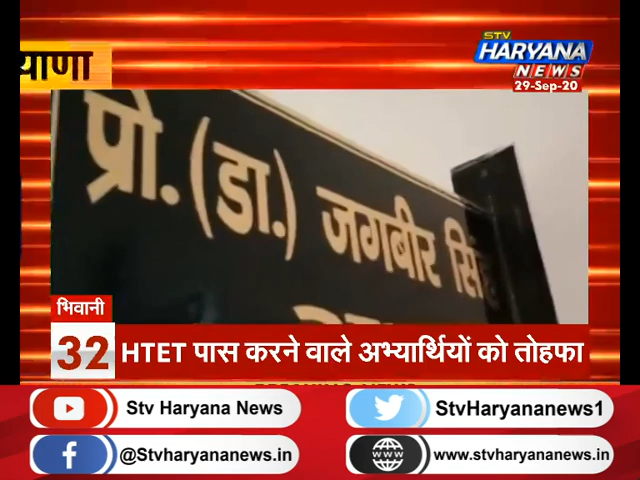 STV
HARYANA
NEWS
29-Sep-20
याणा
प्रो. (डा.) जगबीर सिंह
भिवानी
32 HTET पास करने वाले अभ्यार्थियों को तोहफा
Stv Haryana News
StvHaryananews1
@Stvharyananews.in
www.stvharyananews.in